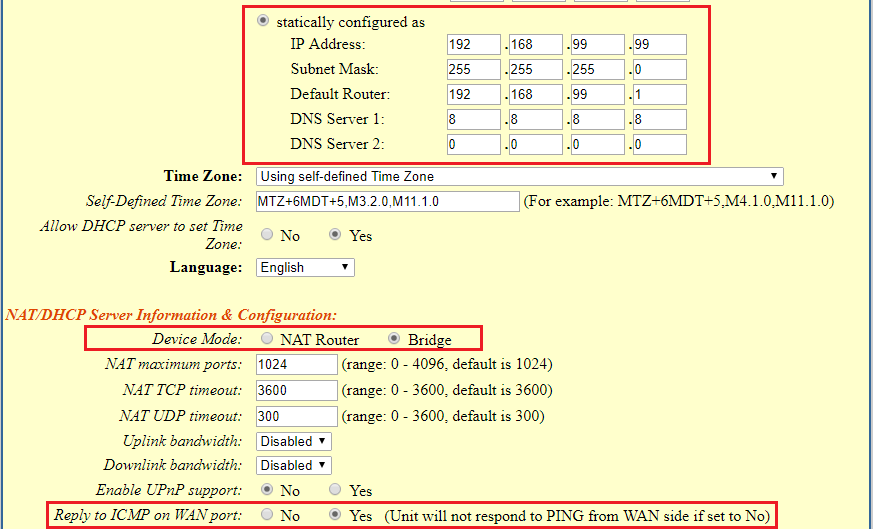 statically configured as
IP Address: 192 .168 .99 .99
Subnet Mask: 255 .255 .255 .0
Default Router: 192 .168 .99 .1
DNS Server 1: 8 .8 .8 .8
DNS Server 2: 0 .0 .0 .0
Time Zone: Using self-defined Time Zone
Self-Defined Time Zone: MTZ+6MDT+5,M3.2.0,M11.1.0 (For example: MTZ+6MDT+5,M4.1.0,M11.1.0)
Allow DHCP server to set Time
Zone: No Yes
Language: English
NAT/DHCP Server Information & Configuration:
Device Mode: NAT Router Bridge
NAT maximum ports: 1024 (range: 0 - 4096, default is 1024)
NAT TCP timeout: 3600 (range: 0 - 3600, default is 3600)
NAT UDP timeout: 300 (range: 0 - 3600, default is 300)
Uplink bandwidth: Disabled
Downlink bandwidth: Disabled
Enable UPnP support: No Yes
Reply to ICMP on WAN port: No Yes (Unit will not respond to PING from WAN side if set to No)